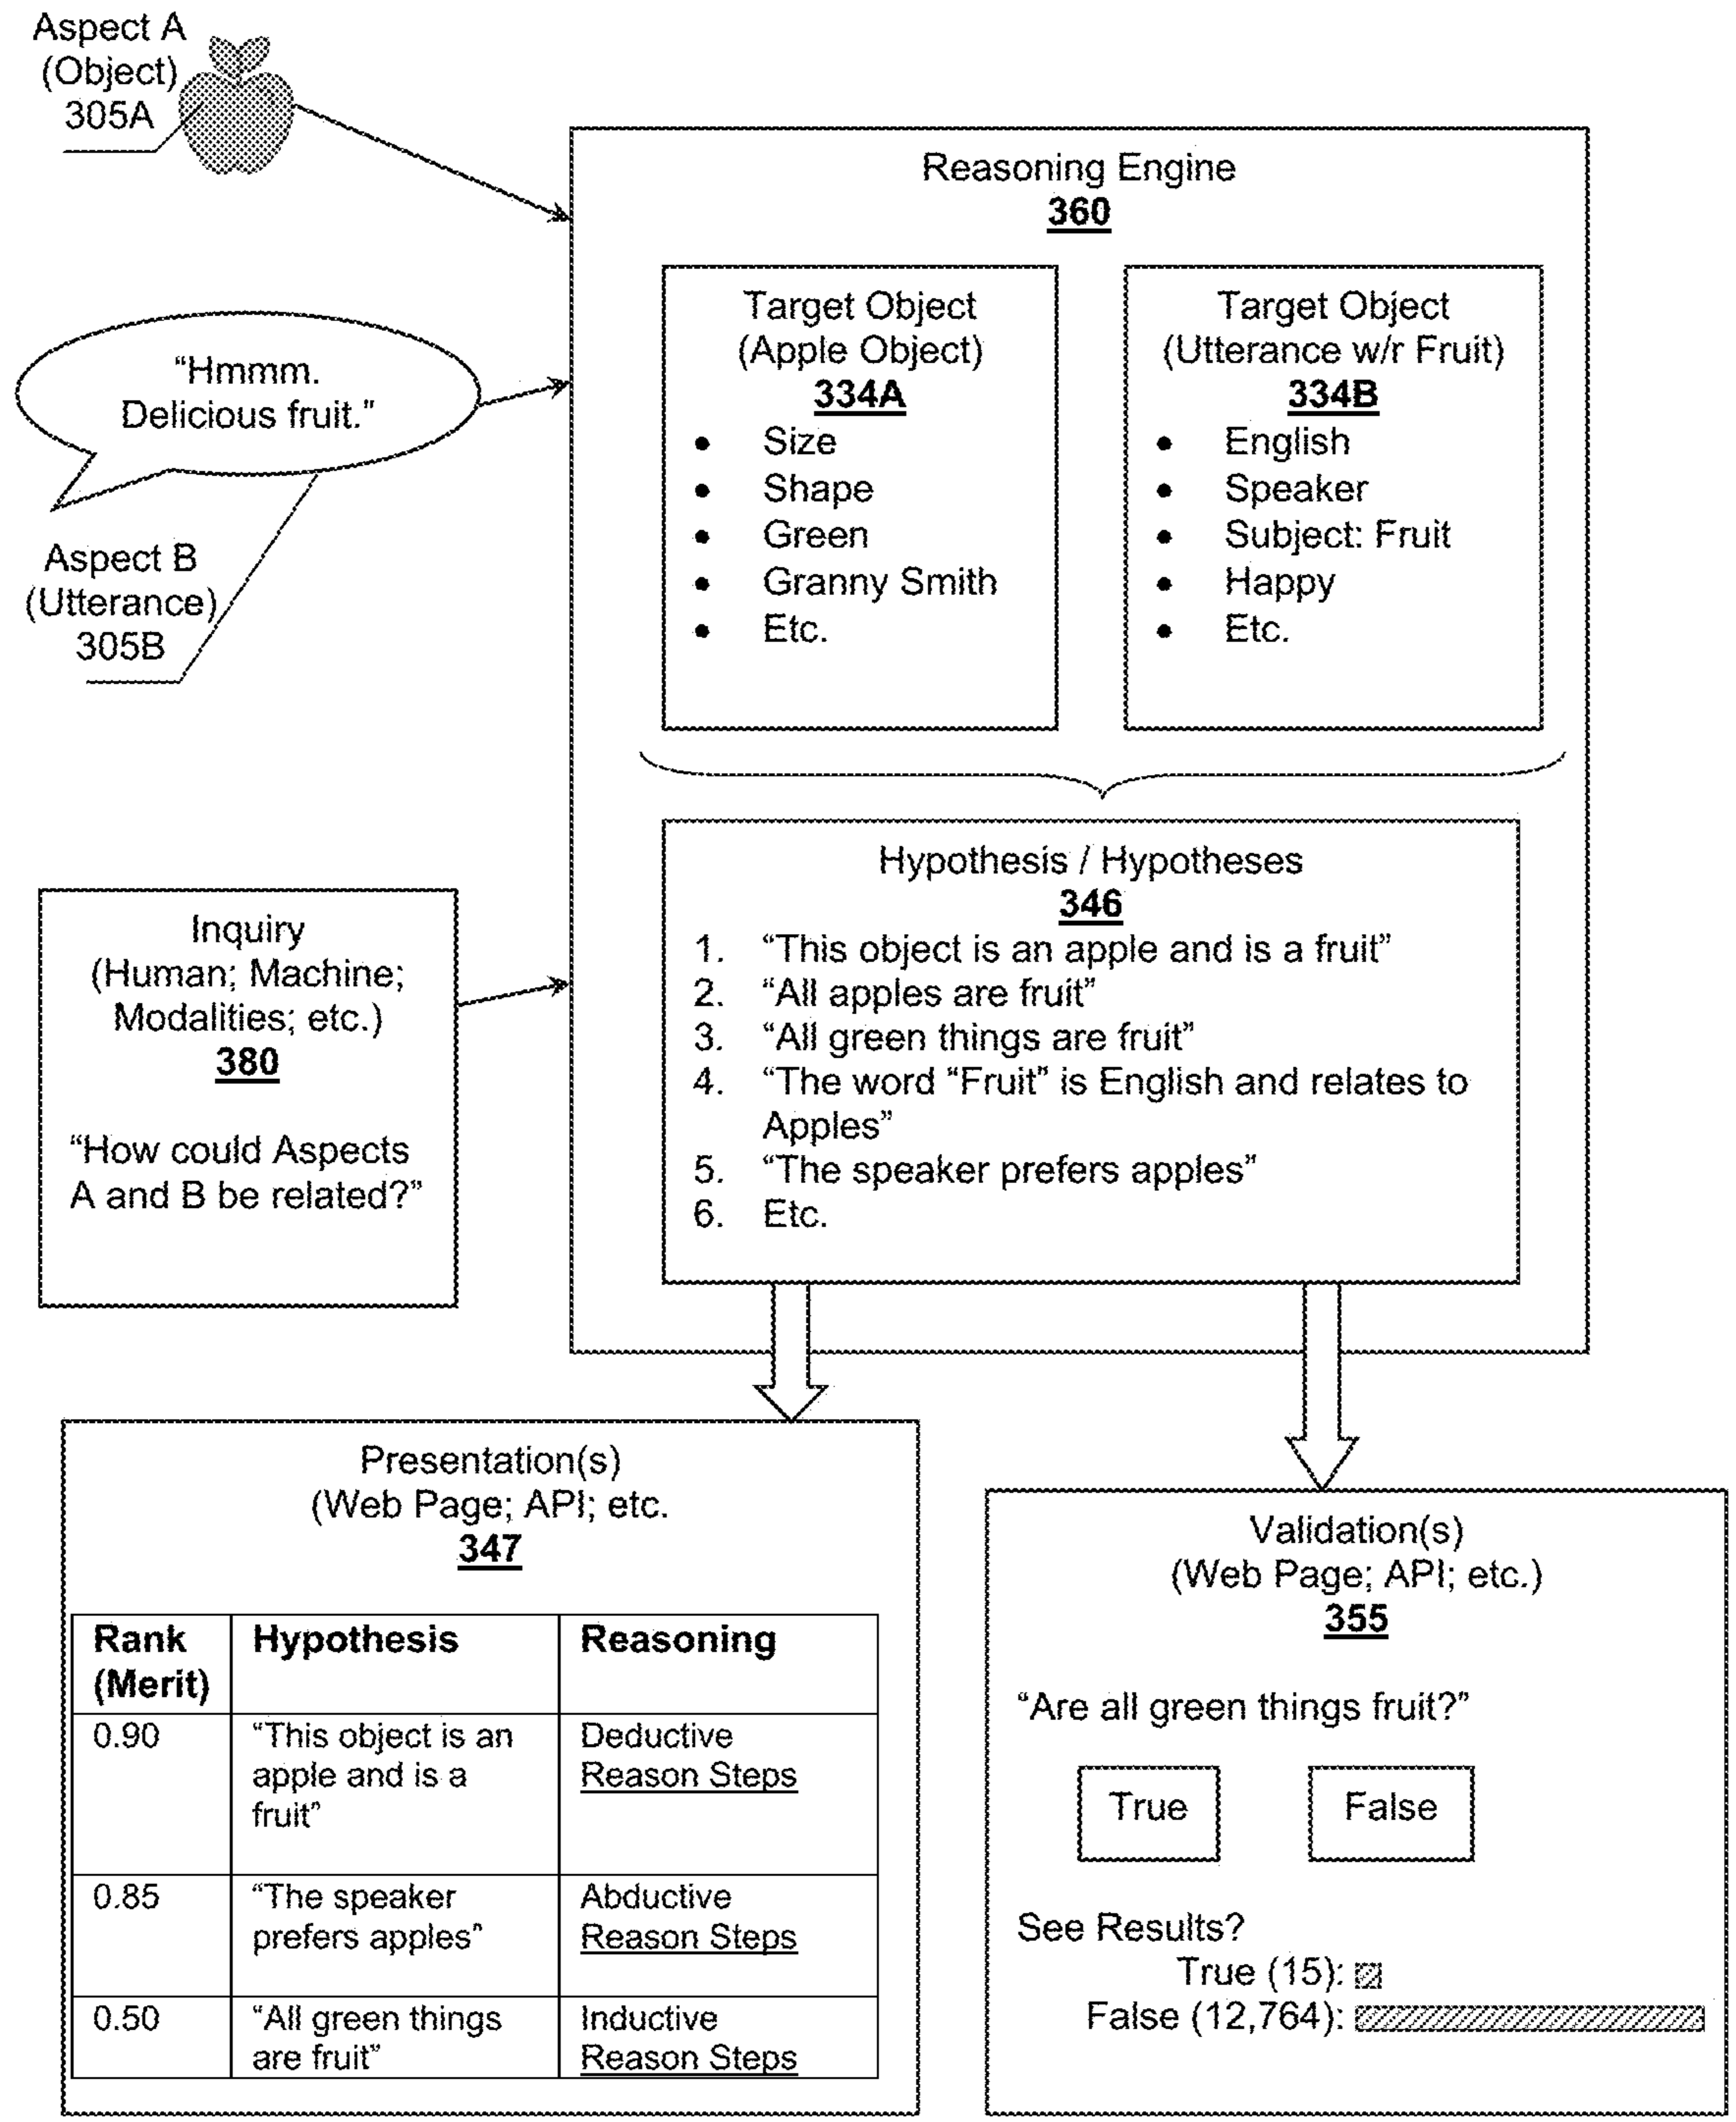 Aspect A
(Object)
305A
Reasoning Engine
360
Target Object
(Apple Object)
334A
• Size
• Shape
• Green
• Granny Smith
• Etc.
Target Object
(Utterance w/r Fruit)
334B
• English
• Speaker
• Subject: Fruit
• Happy
• Etc.
“Hmmm.
Delicious fruit.”
Aspect B
(Utterance)
305B
Hypothesis / Hypotheses
346
1. “This object is an apple and is a fruit”
2. “All apples are fruit”
3. “All green things are fruit”
4. “The word “Fruit” is English and relates to
Apples”
5. “The speaker prefers apples”
6. Etc.
Inquiry
(Human; Machine;
Modalities; etc.)
380
“How could Aspects
A and B be related?”
Presentation(s)
(Web Page; API; etc.
347
Rank
(Merit)
Hypothesis
Reasoning
0.90
“This object is an
apple and is a
fruit”
Deductive
Reason Steps
0.85
“The speaker
prefers apples”
Abductive
Reason Steps
0.50
“All green things
are fruit”
Inductive
Reason Steps
Validation(s)
(Web Page; API; etc.)
355
“Are all green things fruit?”
True
False
See Results?
True (15):
False (12,764):